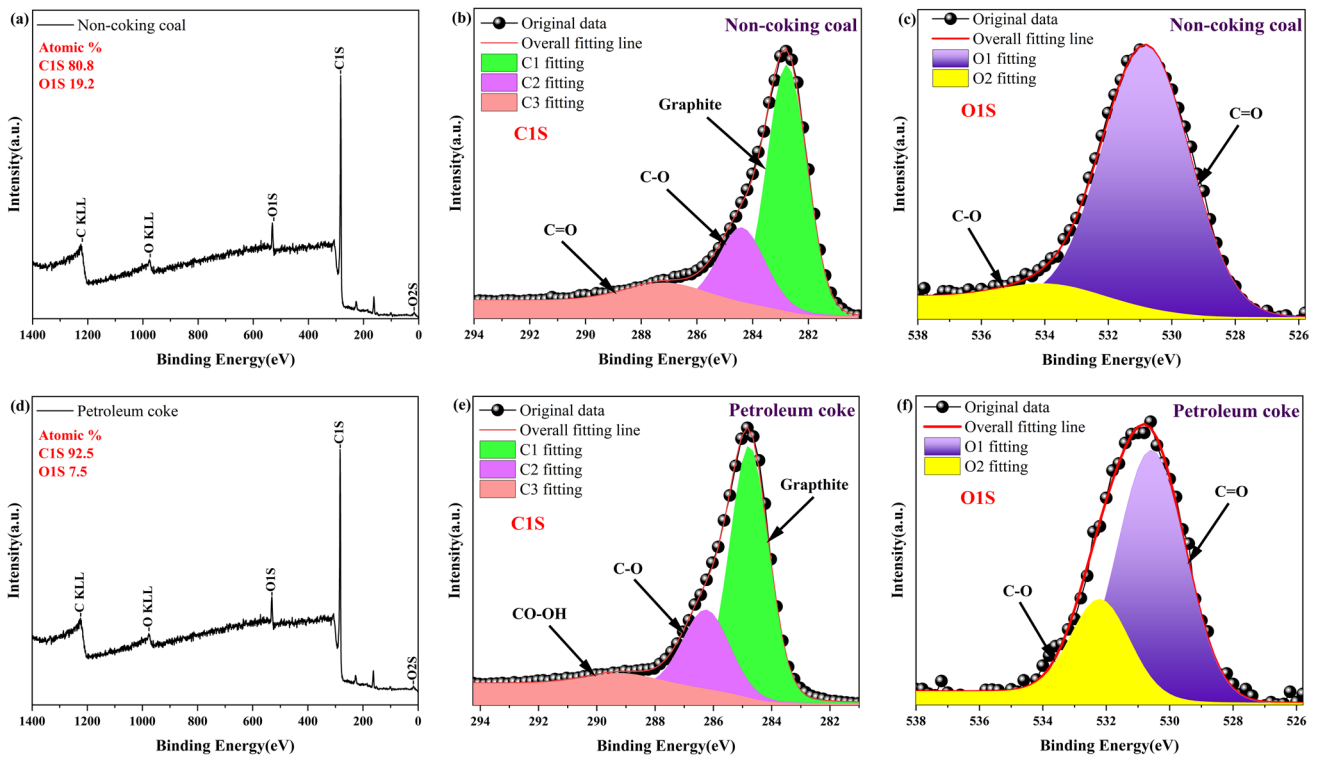 (a)
Non-coking coal
Atomic %
C1S 80.8
O1S 19.2
C KLL
O KLL
O1S
C1S
O2S
Intensity(a.u.)
1400 1200 1000 800 600 400 200 0
Binding Energy(eV)
(b)
Original data
Overall fitting line
C1 fitting
C2 fitting
C3 fitting
Non-coking coal
C1S
Graphite
C-O
C=O
Intensity(a.u.)
294 292 290 288 286 284 282
Binding Energy(eV)
(c)
Original data
Overall fitting line
O1 fitting
O2 fitting
Non-coking coal
O1S
C=O
C-O
Intensity(a.u.)
538 536 534 532 530 528 526
Binding Energy(eV)
(d)
Petroleum coke
Atomic %
C1S 92.5
O1S 7.5
C KLL
O KLL
O1S
C1S
O2S
Intensity(a.u.)
1400 1200 1000 800 600 400 200 0
Binding Energy(eV)
(e)
Original data
Overall fitting line
C1 fitting
C2 fitting
C3 fitting
Petroleum coke
C1S
Grapthite
C-O
CO-OH
Intensity(a.u.)
294 292 290 288 286 284 282
Binding Energy(eV)
(f)
Original data
Overall fitting line
O1 fitting
O2 fitting
Petroleum coke
O1S
C=O
C-O
Intensity(a.u.)
538 536 534 532 530 528 526
Binding Energy(eV)